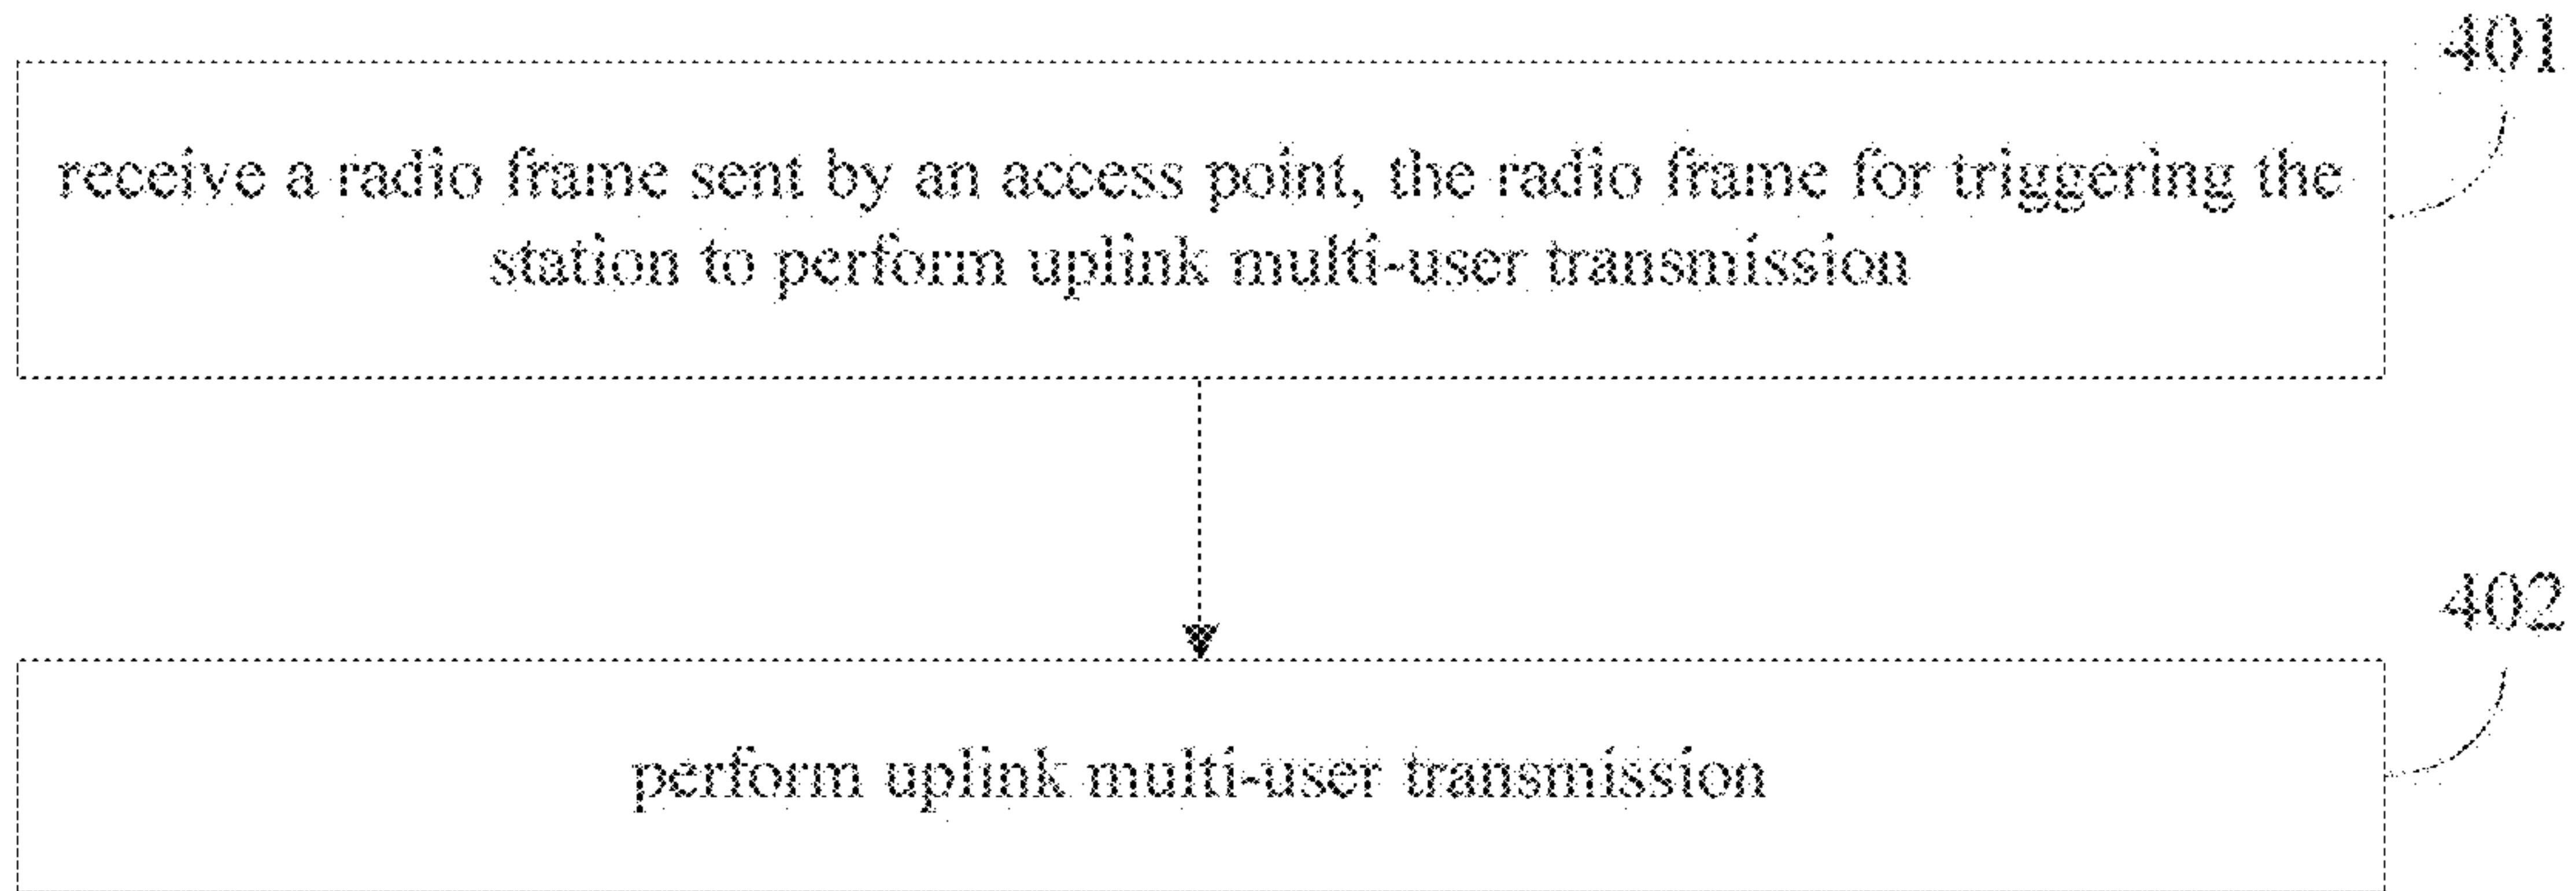 401
receive a radio frame sent by an access point, the radio frame for triggering the
station to perform uplink multi-user transmission
402
perform uplink multi-user transmission